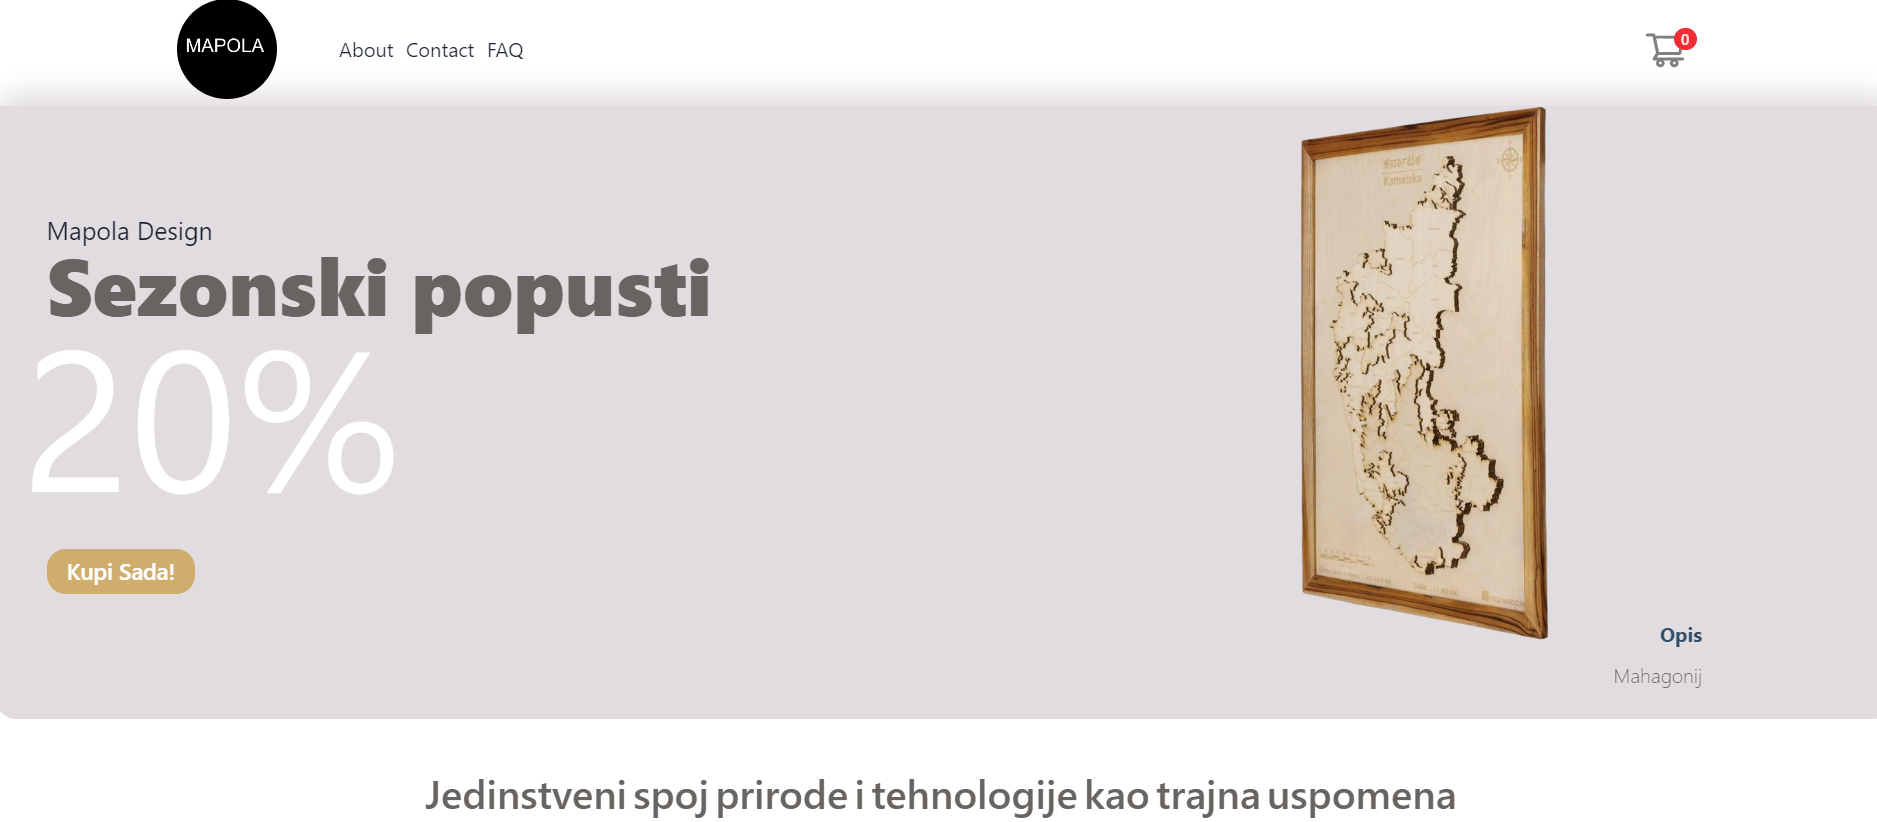 MAPOLA
About Contact FAQ
0
Mapola Design
Sezonski popusti
20%
Kupi Sada!
Karnataka
Opis
Mahagonij
Jedinstveni spoj prirode i tehnologije kao trajna uspomena